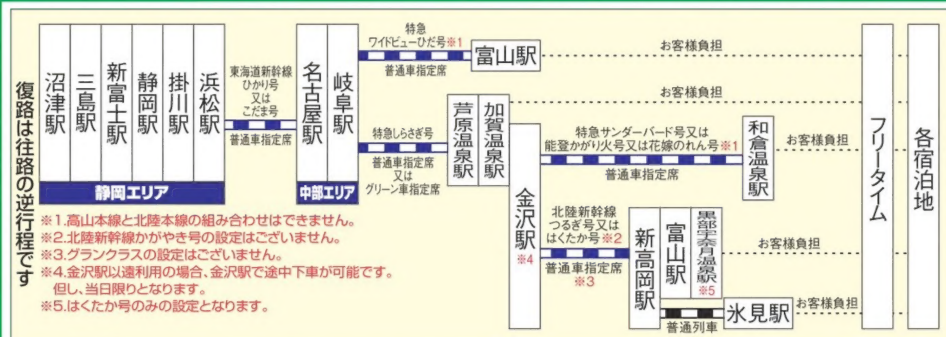 復路は往路の逆行程です
沼津駅
三島駅
新富士駅
静岡駅
掛川駅
浜松駅
静岡エリア
東海道新幹線
ひかり号
又は
こだま号
普通車指定席
名古屋駅
岐阜駅
中部エリア
特急
ワイドビューひだ号※1
普通車指定席
富山駅
お客様負担
特急しらさぎ号
普通車指定席
又は
グリーン車指定席
芦原温泉駅
加賀温泉駅
お客様負担
金沢駅
※4
特急サンダーバード号又は
能登かがり火号又は花嫁のれん号※1
普通車指定席
和倉温泉駅
お客様負担
北陸新幹線
つるぎ号又は
はくたか号※2
普通車指定席
※3
新高岡駅
富山駅
黒部宇奈月温泉駅
※5
お客様負担
普通列車
氷見駅
お客様負担
フリータイム
各宿泊地
※1.高山本線と北陸本線の組み合わせはできません。
※2.北陸新幹線かがやき号の設定はございません。
※3.グランクラスの設定はございません。
※4.金沢駅以遠利用の場合、金沢駅で途中下車が可能です。
但し、当日限りとなります。
※5.はくたか号のみの設定となります。